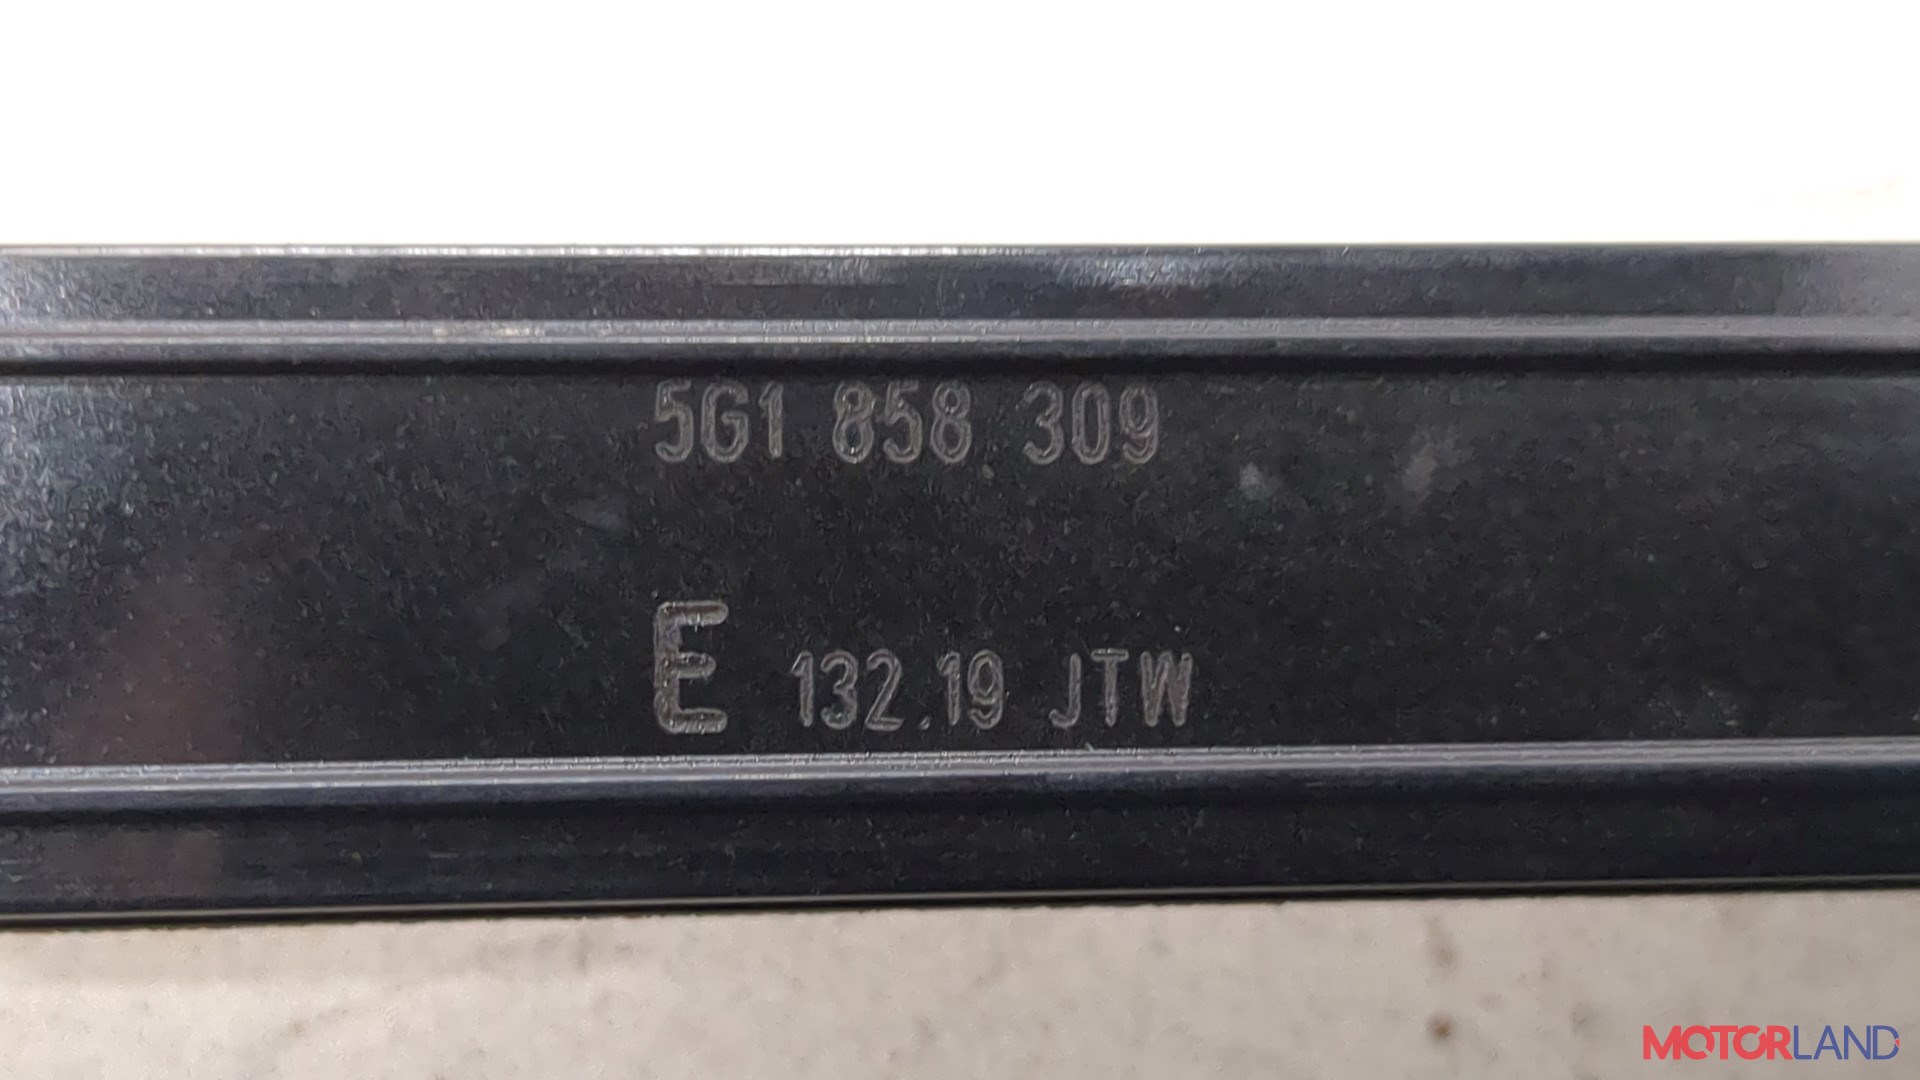 5G1 858 309
E 132.19 JTW
MOTORLAND